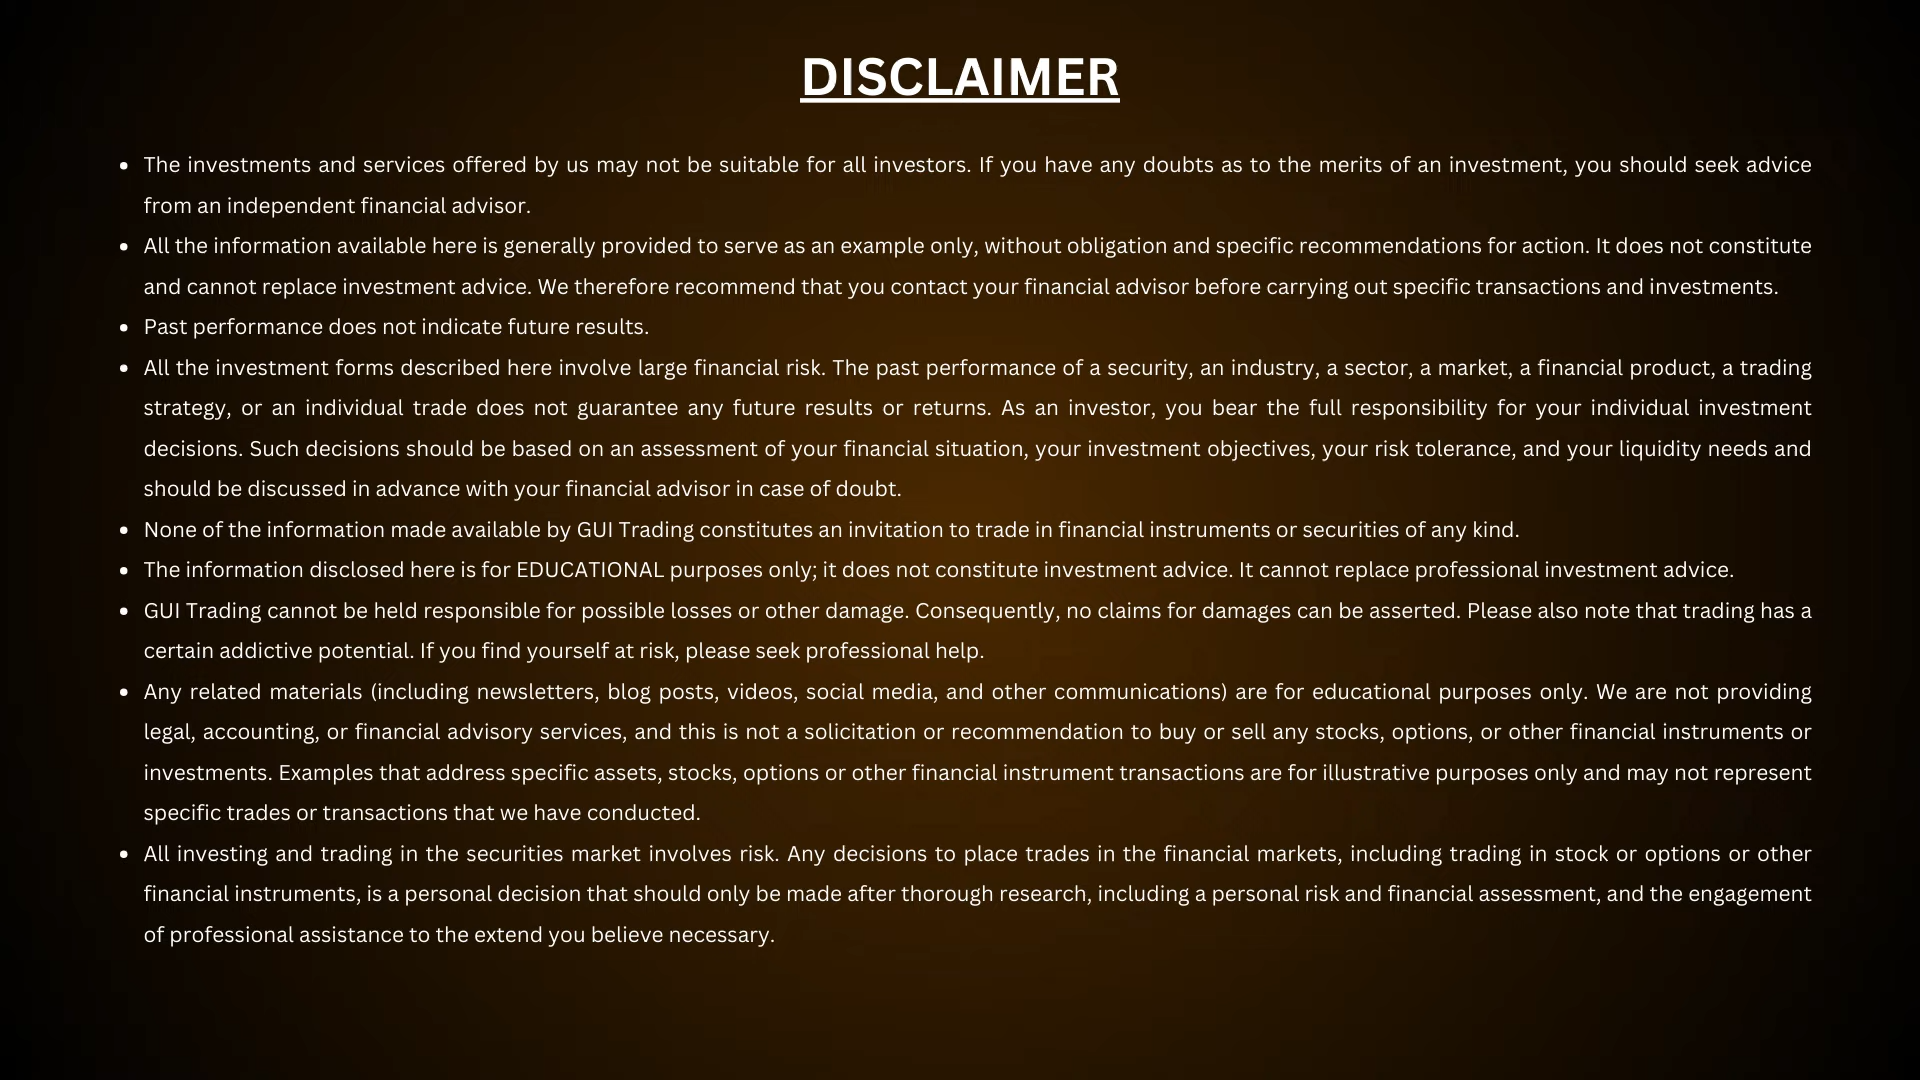 DISCLAIMER
• The investments and services offered by us may not be suitable for all investors. If you have any doubts as to the merits of an investment, you should seek advice
from an independent financial advisor.
• All the information available here is generally provided to serve as an example only, without obligation and specific recommendations for action. It does not constitute
and cannot replace investment advice. We therefore recommend that you contact your financial advisor before carrying out specific transactions and investments.
• Past performance does not indicate future results.
• All the investment forms described here involve large financial risk. The past performance of a security, an industry, a sector, a market, a financial product, a trading
strategy, or an individual trade does not guarantee any future results or returns. As an investor, you bear the full responsibility for your individual investment
decisions. Such decisions should be based on an assessment of your financial situation, your investment objectives, your risk tolerance, and your liquidity needs and
should be discussed in advance with your financial advisor in case of doubt.
• None of the information made available by GUI Trading constitutes an invitation to trade in financial instruments or securities of any kind.
• The information disclosed here is for EDUCATIONAL purposes only; it does not constitute investment advice. It cannot replace professional investment advice.
• GUI Trading cannot be held responsible for possible losses or other damage. Consequently, no claims for damages can be asserted. Please also note that trading has a
certain addictive potential. If you find yourself at risk, please seek professional help.
• Any related materials (including newsletters, blog posts, videos, social media, and other communications) are for educational purposes only. We are not providing
legal, accounting, or financial advisory services, and this is not a solicitation or recommendation to buy or sell any stocks, options, or other financial instruments or
investments. Examples that address specific assets, stocks, options or other financial instrument transactions are for illustrative purposes only and may not represent
specific trades or transactions that we have conducted.
• All investing and trading in the securities market involves risk. Any decisions to place trades in the financial markets, including trading in stock or options or other
financial instruments, is a personal decision that should only be made after thorough research, including a personal risk and financial assessment, and the engagement
of professional assistance to the extend you believe necessary.